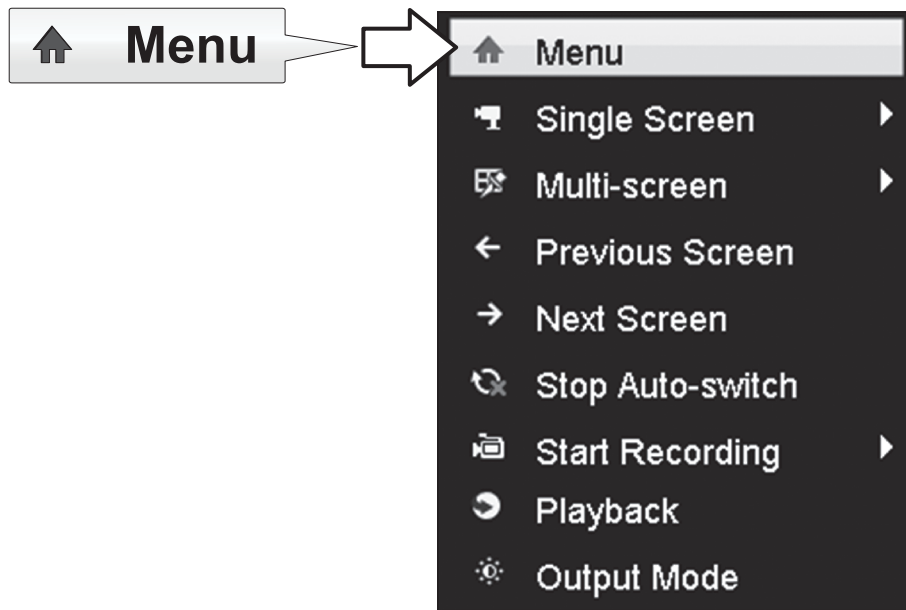 Menu
Menu
Single Screen
Multi-screen
Previous Screen
Next Screen
Stop Auto-switch
Start Recording
Playback
Output Mode